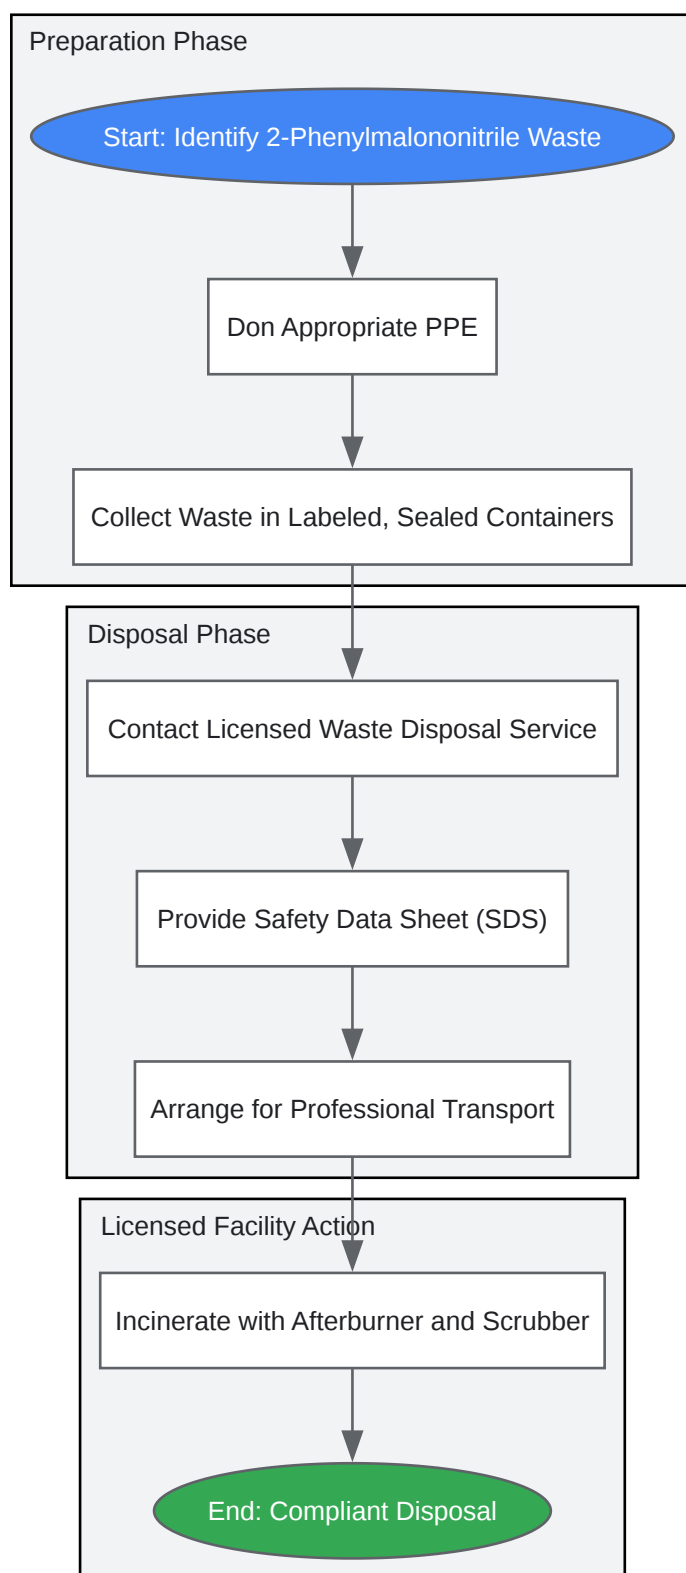 Preparation Phase
Start: Identify 2-Phenylmalononitrile Waste
Don Appropriate PPE
Collect Waste in Labeled, Sealed Containers
Disposal Phase
Contact Licensed Waste Disposal Service
Provide Safety Data Sheet (SDS)
Arrange for Professional Transport
Licensed Facility Action
Incinerate with Afterburner and Scrubber
End: Compliant Disposal